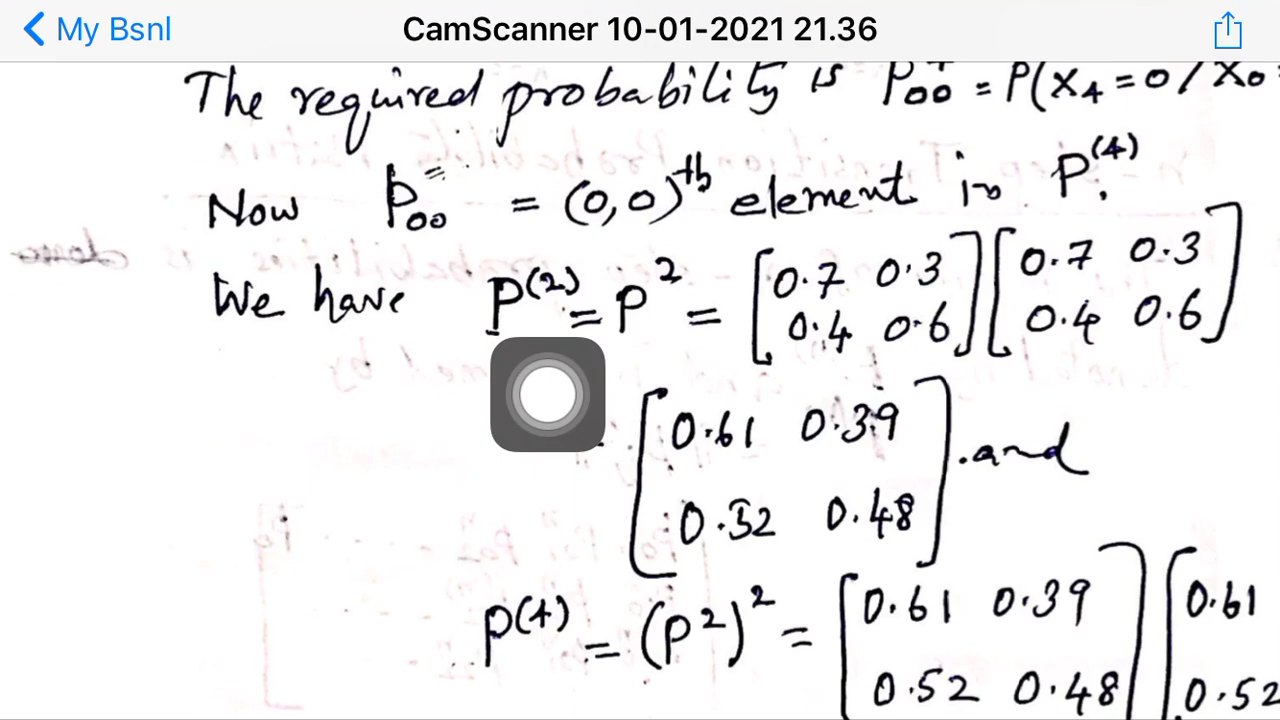 My Bsnl CamScanner 10-01-2021 21.36
The required probability is P₀₀⁴ = P(X₄ = 0 / X₀
Now P₀₀⁼ = (0,0)ᵗʰ element in P⁽⁴⁾.
We have P⁽²⁾ = P² = [0.7 0.3] [0.7 0.3]
[0.4 0.6] [0.4 0.6]
= [0.61 0.39] .and
[0.52 0.48]
P⁽⁴⁾ = (P²)² = [0.61 0.39] [0.61
[0.52 0.48] [0.52